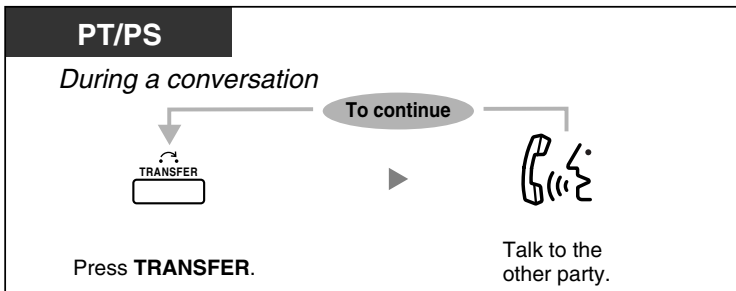 PT/PS
During a conversation
To continue
TRANSFER
Press TRANSFER.
Talk to the
other party.